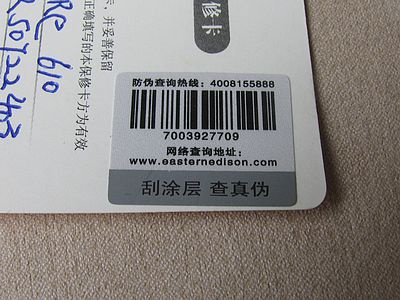 修卡
示，并妥善保留
正确填写的本保修卡方为有效
RC 610
防伪查询热线：4008155888
7003927709
网络查询地址：
www.easternedison.com
刮涂层 查真伪